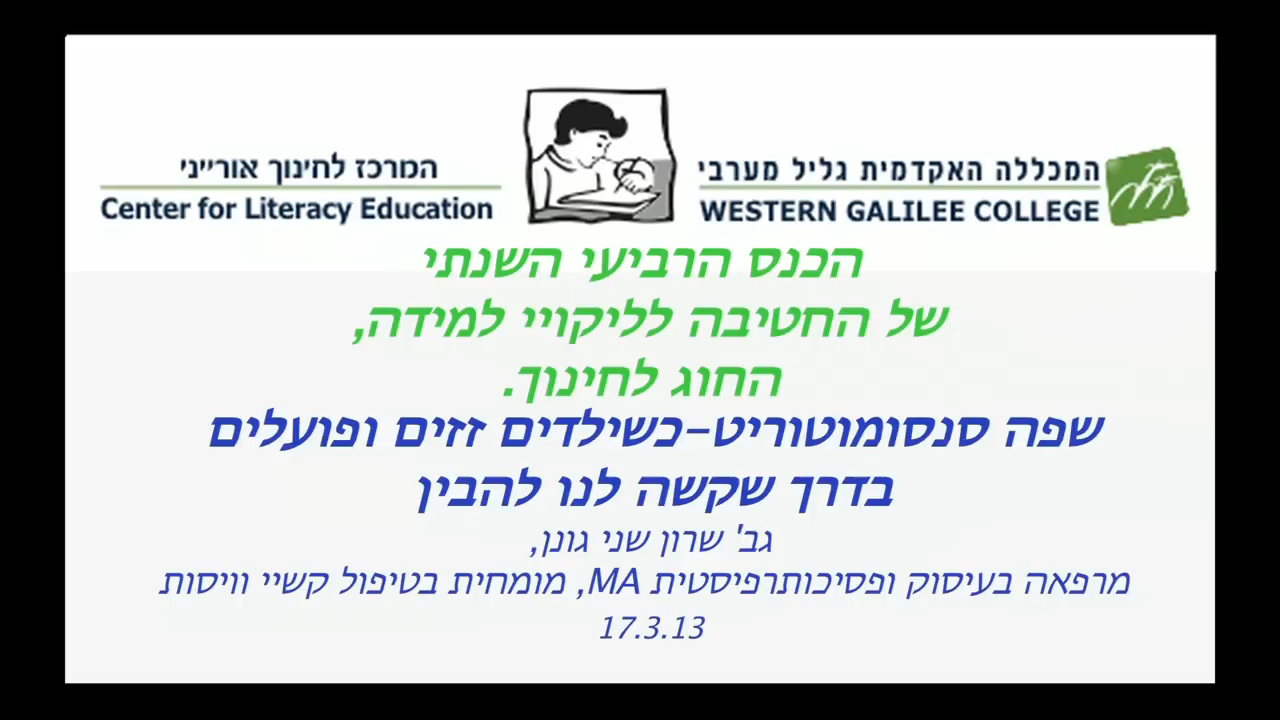 המכללה האקדמית גליל מערבי
WESTERN GALILEE COLLEGE
המרכז לחינוך אורייני
Center for Literacy Education
הכנס הרביעי השנתי
של החטיבה לליקויי למידה,
החוג לחינוך.
שפה סנסומוטורית-כשילדים זזים ופועלים
בדרך שקשה לנו להבין
גב' שרון שני גונן,
מרפאה בעיסוק ופסיכותרפיסטית MA, מומחית בטיפול קשיי וויסות
17.3.13